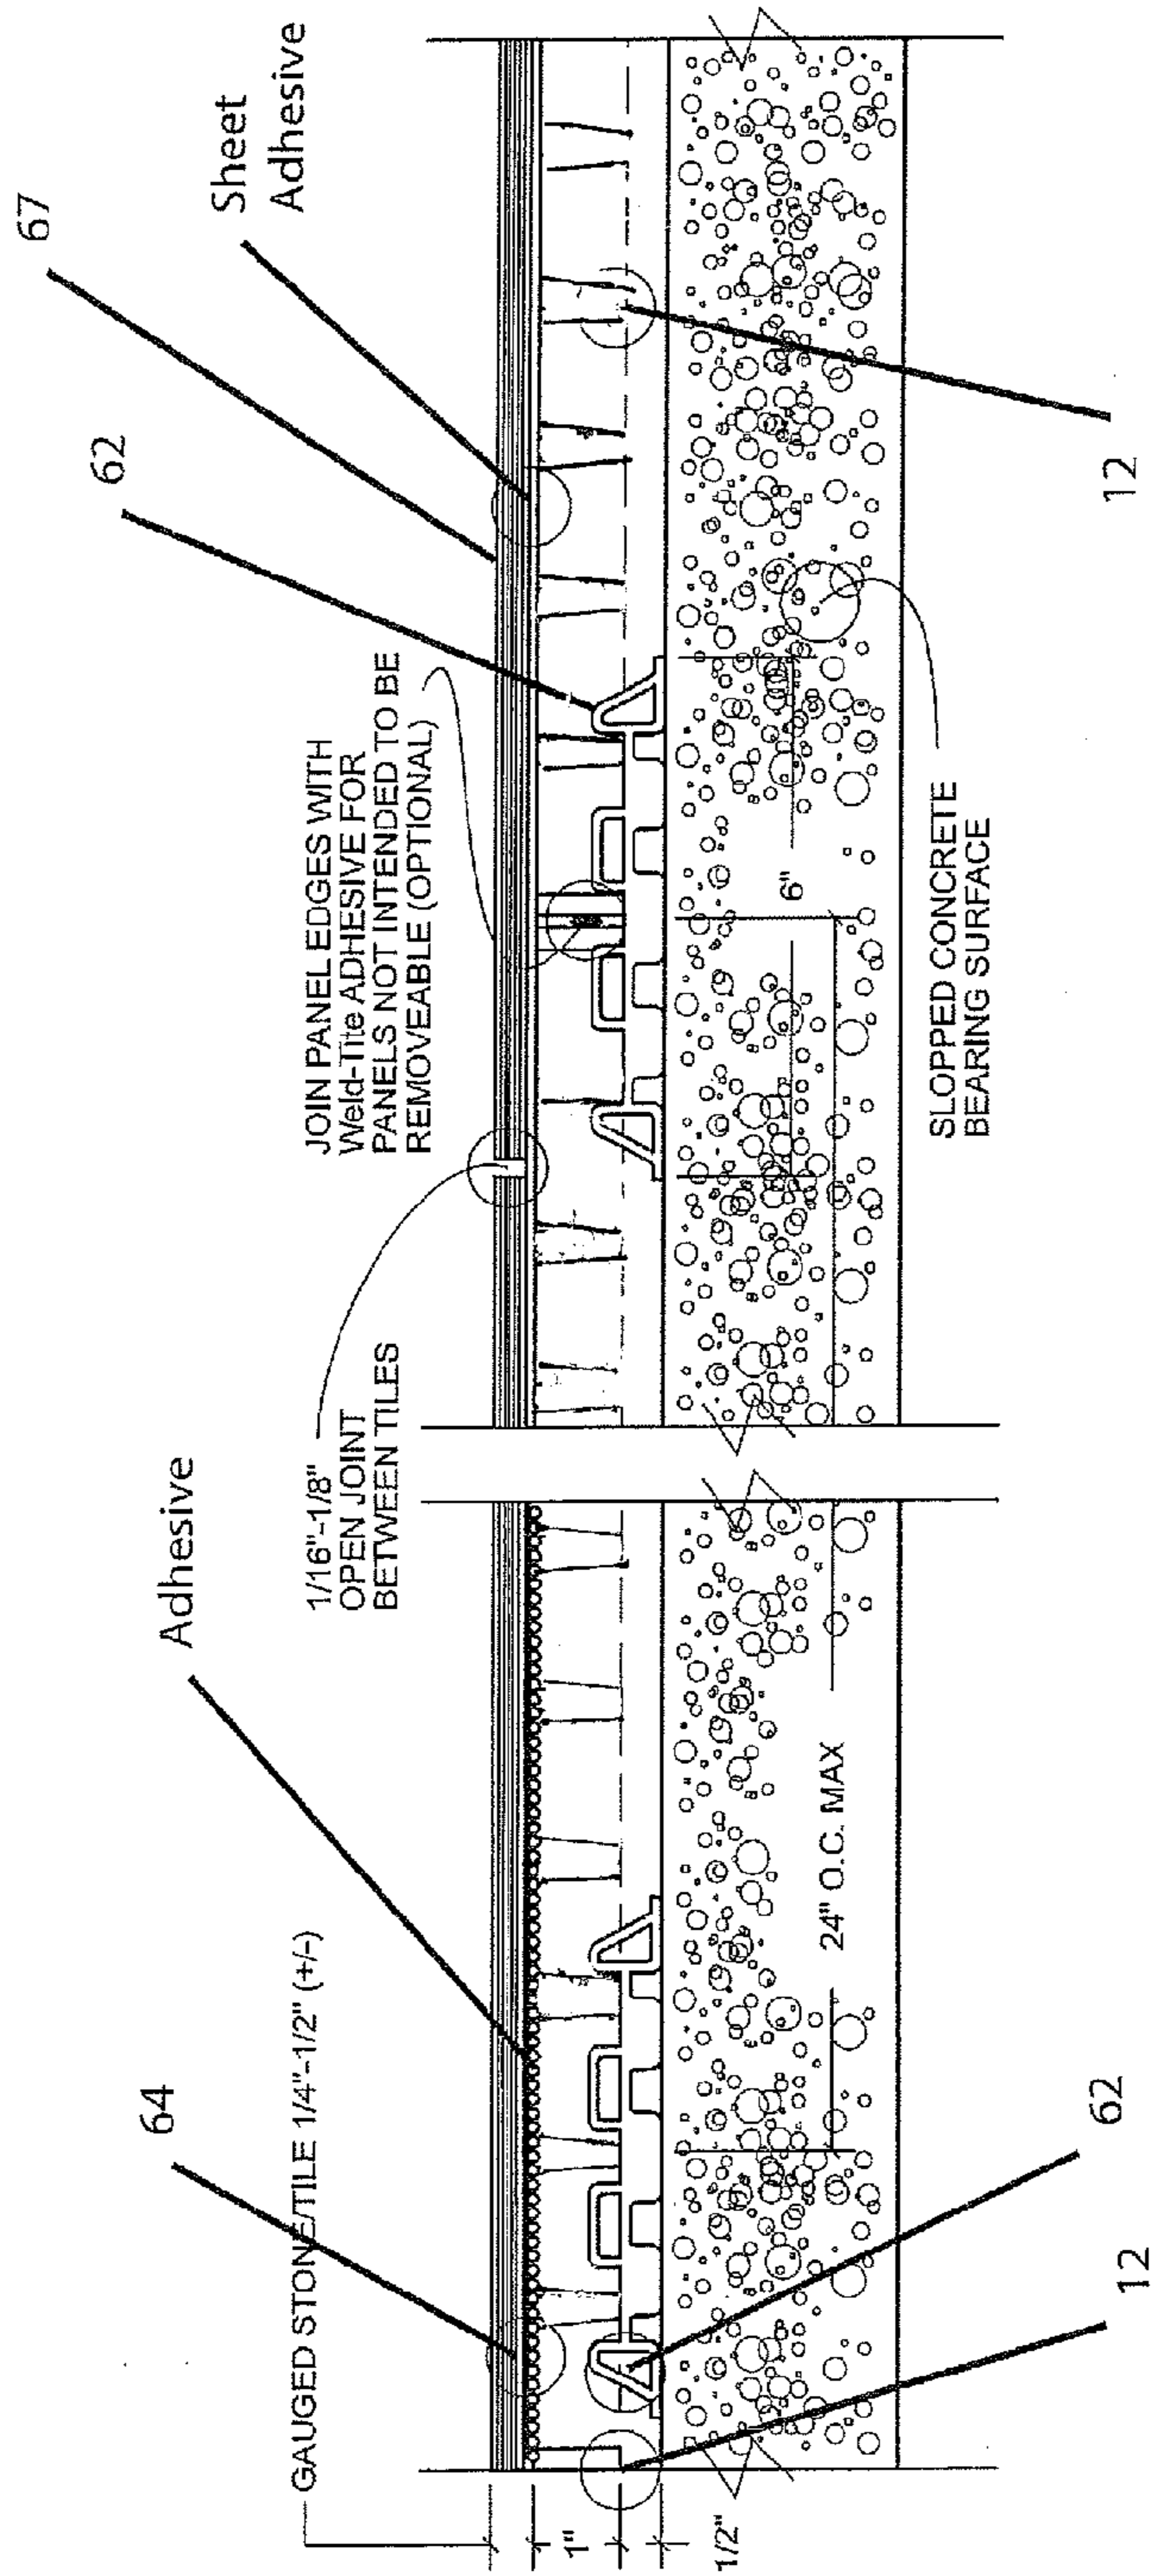 64
GAUGED STONE/TILE 1/4"-1/2" (+/-)
Adhesive
1/16"-1/8"
OPEN JOINT
BETWEEN TILES
JOIN PANEL EDGES WITH
Weld-Tite ADHESIVE FOR
PANELS NOT INTENDED TO BE
REMOVEABLE (OPTIONAL)
62
67
Sheet
Adhesive
1"
1/2"
24" O.C. MAX
6"
12
62
SLOPPED CONCRETE
BEARING SURFACE
12